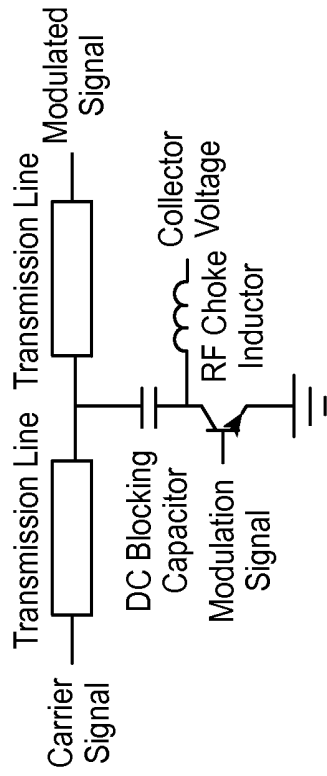 Carrier
Signal
Transmission Line
Transmission Line
Modulated
Signal
DC Blocking
Capacitor
Modulation
Signal
RF Choke
Inductor
Collector
Voltage